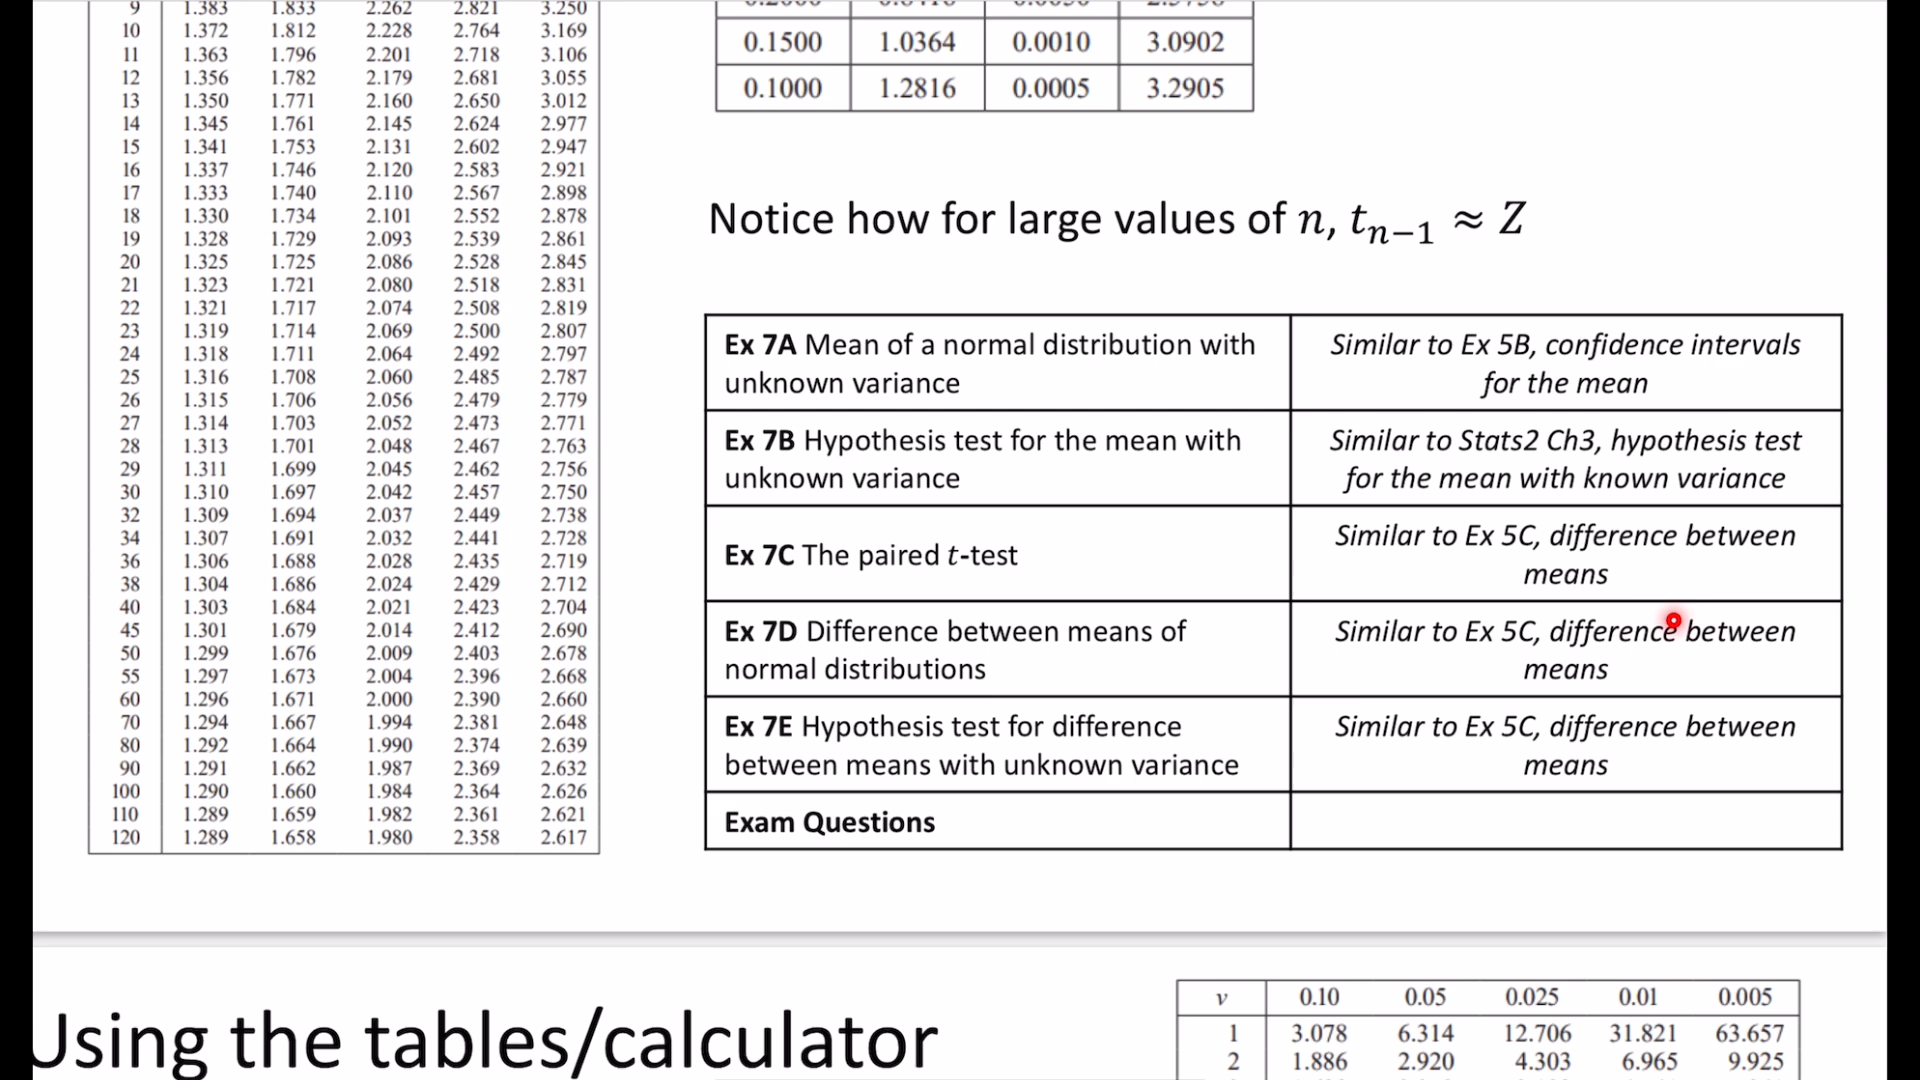 9 1.383 1.833 2.262 2.821 3.250
10 1.372 1.812 2.228 2.764 3.169
11 1.363 1.796 2.201 2.718 3.106
12 1.356 1.782 2.179 2.681 3.055
13 1.350 1.771 2.160 2.650 3.012
14 1.345 1.761 2.145 2.624 2.977
15 1.341 1.753 2.131 2.602 2.947
16 1.337 1.746 2.120 2.583 2.921
17 1.333 1.740 2.110 2.567 2.898
18 1.330 1.734 2.101 2.552 2.878
19 1.328 1.729 2.093 2.539 2.861
20 1.325 1.725 2.086 2.528 2.845
21 1.323 1.721 2.080 2.518 2.831
22 1.321 1.717 2.074 2.508 2.819
23 1.319 1.714 2.069 2.500 2.807
24 1.318 1.711 2.064 2.492 2.797
25 1.316 1.708 2.060 2.485 2.787
26 1.315 1.706 2.056 2.479 2.779
27 1.314 1.703 2.052 2.473 2.771
28 1.313 1.701 2.048 2.467 2.763
29 1.311 1.699 2.045 2.462 2.756
30 1.310 1.697 2.042 2.457 2.750
32 1.309 1.694 2.037 2.449 2.738
34 1.307 1.691 2.032 2.441 2.728
36 1.306 1.688 2.028 2.435 2.719
38 1.304 1.686 2.024 2.429 2.712
40 1.303 1.684 2.021 2.423 2.704
45 1.301 1.679 2.014 2.412 2.690
50 1.299 1.676 2.009 2.403 2.678
55 1.297 1.673 2.004 2.396 2.668
60 1.296 1.671 2.000 2.390 2.660
70 1.294 1.667 1.994 2.381 2.648
80 1.292 1.664 1.990 2.374 2.639
90 1.291 1.662 1.987 2.369 2.632
100 1.290 1.660 1.984 2.364 2.626
110 1.289 1.659 1.982 2.361 2.621
120 1.289 1.658 1.980 2.358 2.617
0.1500 1.0364 0.0010 3.0902
0.1000 1.2816 0.0005 3.2905
Notice how for large values of n, tₙ₋₁ ≈ Z
Ex 7A Mean of a normal distribution with
unknown variance
Similar to Ex 5B, confidence intervals
for the mean
Ex 7B Hypothesis test for the mean with
unknown variance
Similar to Stats2 Ch3, hypothesis test
for the mean with known variance
Ex 7C The paired t-test
Similar to Ex 5C, difference between
means
Ex 7D Difference between means of
normal distributions
Similar to Ex 5C, difference between
means
Ex 7E Hypothesis test for difference
between means with unknown variance
Similar to Ex 5C, difference between
means
Exam Questions
Using the tables/calculator
ν 0.10 0.05 0.025 0.01 0.005
1 3.078 6.314 12.706 31.821 63.657
2 1.886 2.920 4.303 6.965 9.925